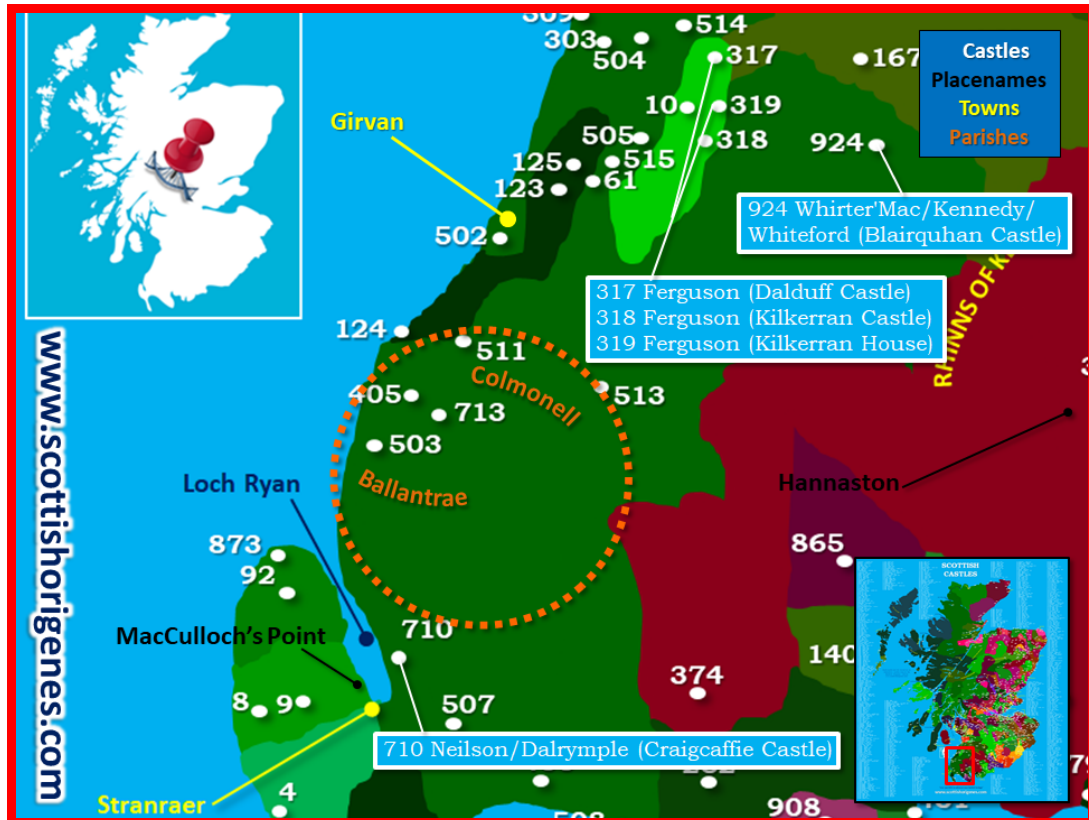 309
514
303
504
317
167
Castles
Placenames
Towns
Parishes
10
319
Girvan
505
318
924
125
515
123
61
924 Whirter'Mac/Kennedy/
Whiteford (Blairquhan Castle)
502
317 Ferguson (Dalduff Castle)
318 Ferguson (Kilkerran Castle)
319 Ferguson (Kilkerran House)
RHINNS OF
124
511
Colmonell
405
513
713
503
Ballantrae
Loch Ryan
Hannaston
873
865
92
SCOTTISH
CASTLES
MacCulloch's Point
710
140
374
8
9
507
710 Neilson/Dalrymple (Craigcaffie Castle)
Stranraer
4
908
www.scottishorigenes.com